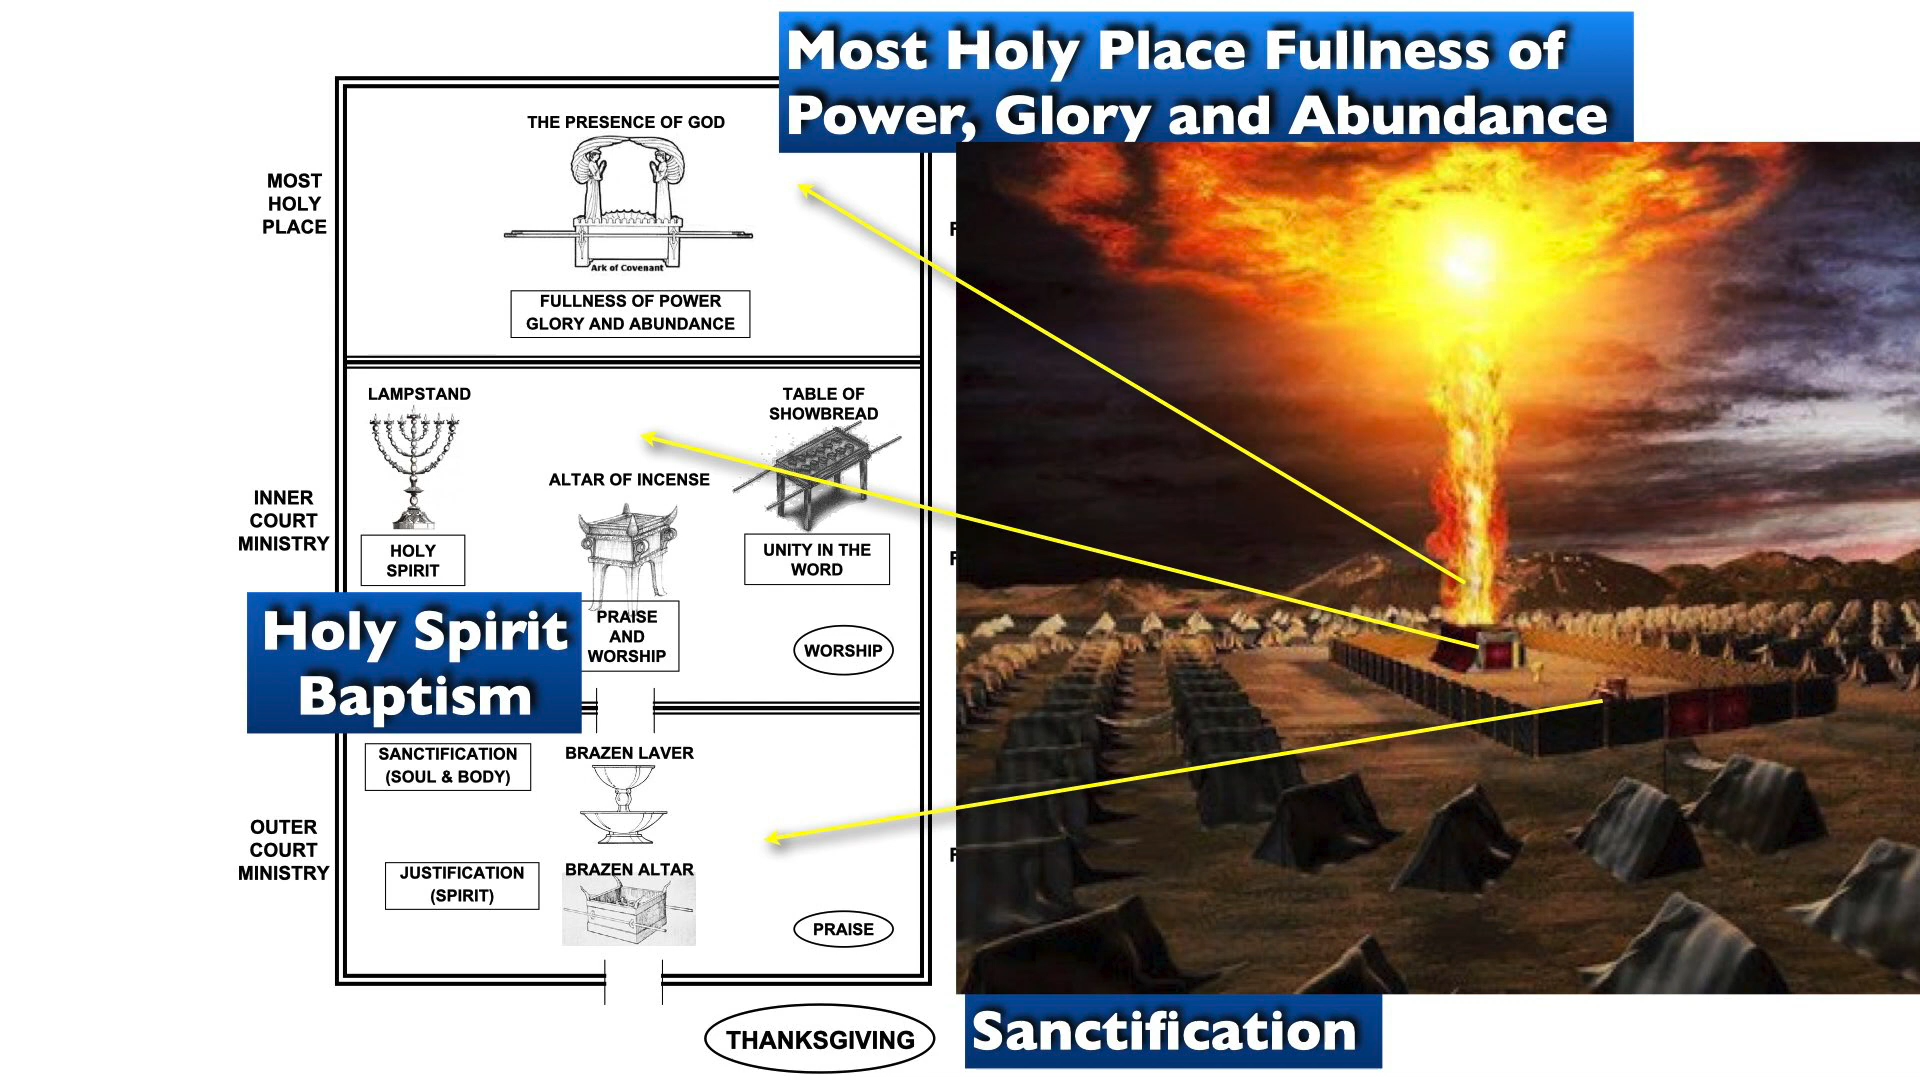 Most Holy Place Fullness of
Power, Glory and Abundance
THE PRESENCE OF GOD
MOST
HOLY
PLACE
Ark of Covenant
FULLNESS OF POWER
GLORY AND ABUNDANCE
LAMPSTAND
TABLE OF
SHOWBREAD
ALTAR OF INCENSE
INNER
COURT
MINISTRY
HOLY
SPIRIT
UNITY IN THE
WORD
Holy Spirit
Baptism
PRAISE
AND
WORSHIP
WORSHIP
SANCTIFICATION
(SOUL & BODY)
BRAZEN LAVER
OUTER
COURT
MINISTRY
JUSTIFICATION
(SPIRIT)
BRAZEN ALTAR
PRAISE
THANKSGIVING
Sanctification